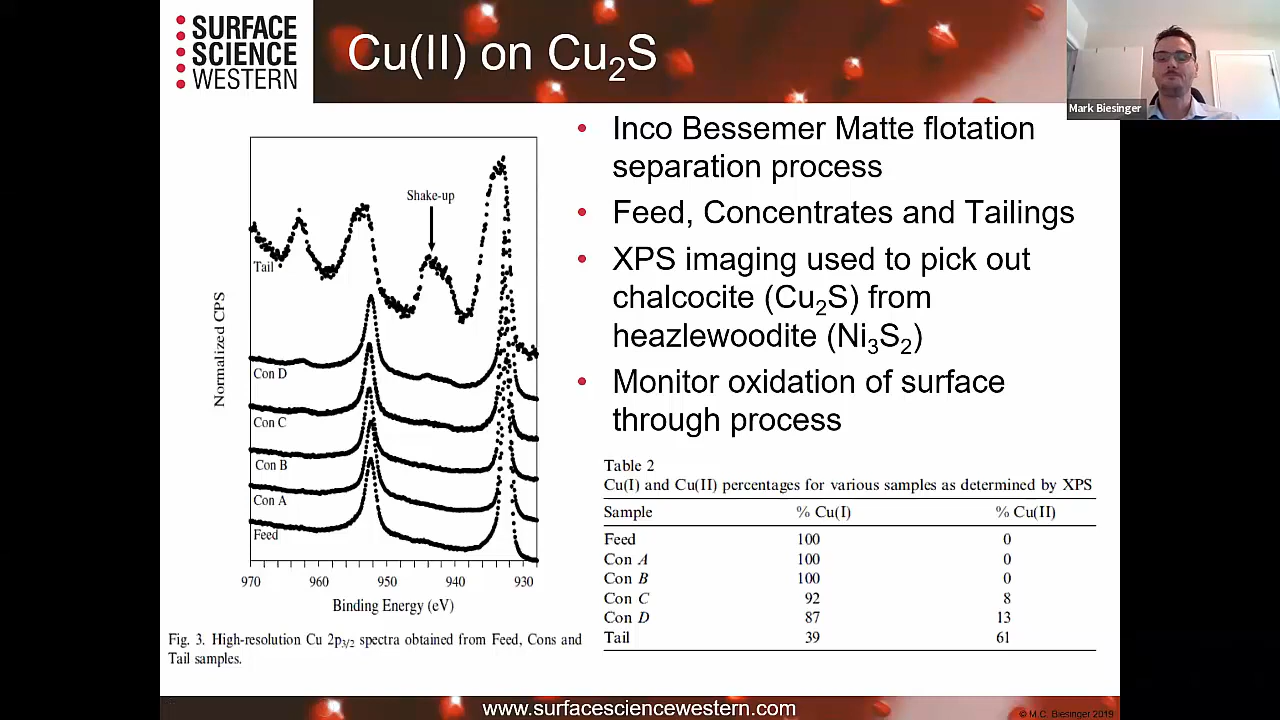 SURFACE
SCIENCE
WESTERN
Cu(II) on Cu₂S
Mark Biesinger
• Inco Bessemer Matte flotation
separation process
• Feed, Concentrates and Tailings
• XPS imaging used to pick out
chalcocite (Cu₂S) from
heazlewoodite (Ni₃S₂)
• Monitor oxidation of surface
through process
Shake-up
Tail
Con D
Con C
Con B
Con A
Feed
Normalized CPS
970 960 950 940 930
Binding Energy (eV)
Fig. 3. High-resolution Cu 2p₃/₂ spectra obtained from Feed, Cons and
Tail samples.
Table 2
Cu(I) and Cu(II) percentages for various samples as determined by XPS
Sample % Cu(I) % Cu(II)
Feed 100 0
Con A 100 0
Con B 100 0
Con C 92 8
Con D 87 13
Tail 39 61
www.surfacesciencewestern.com
© M.C. Biesinger 2019